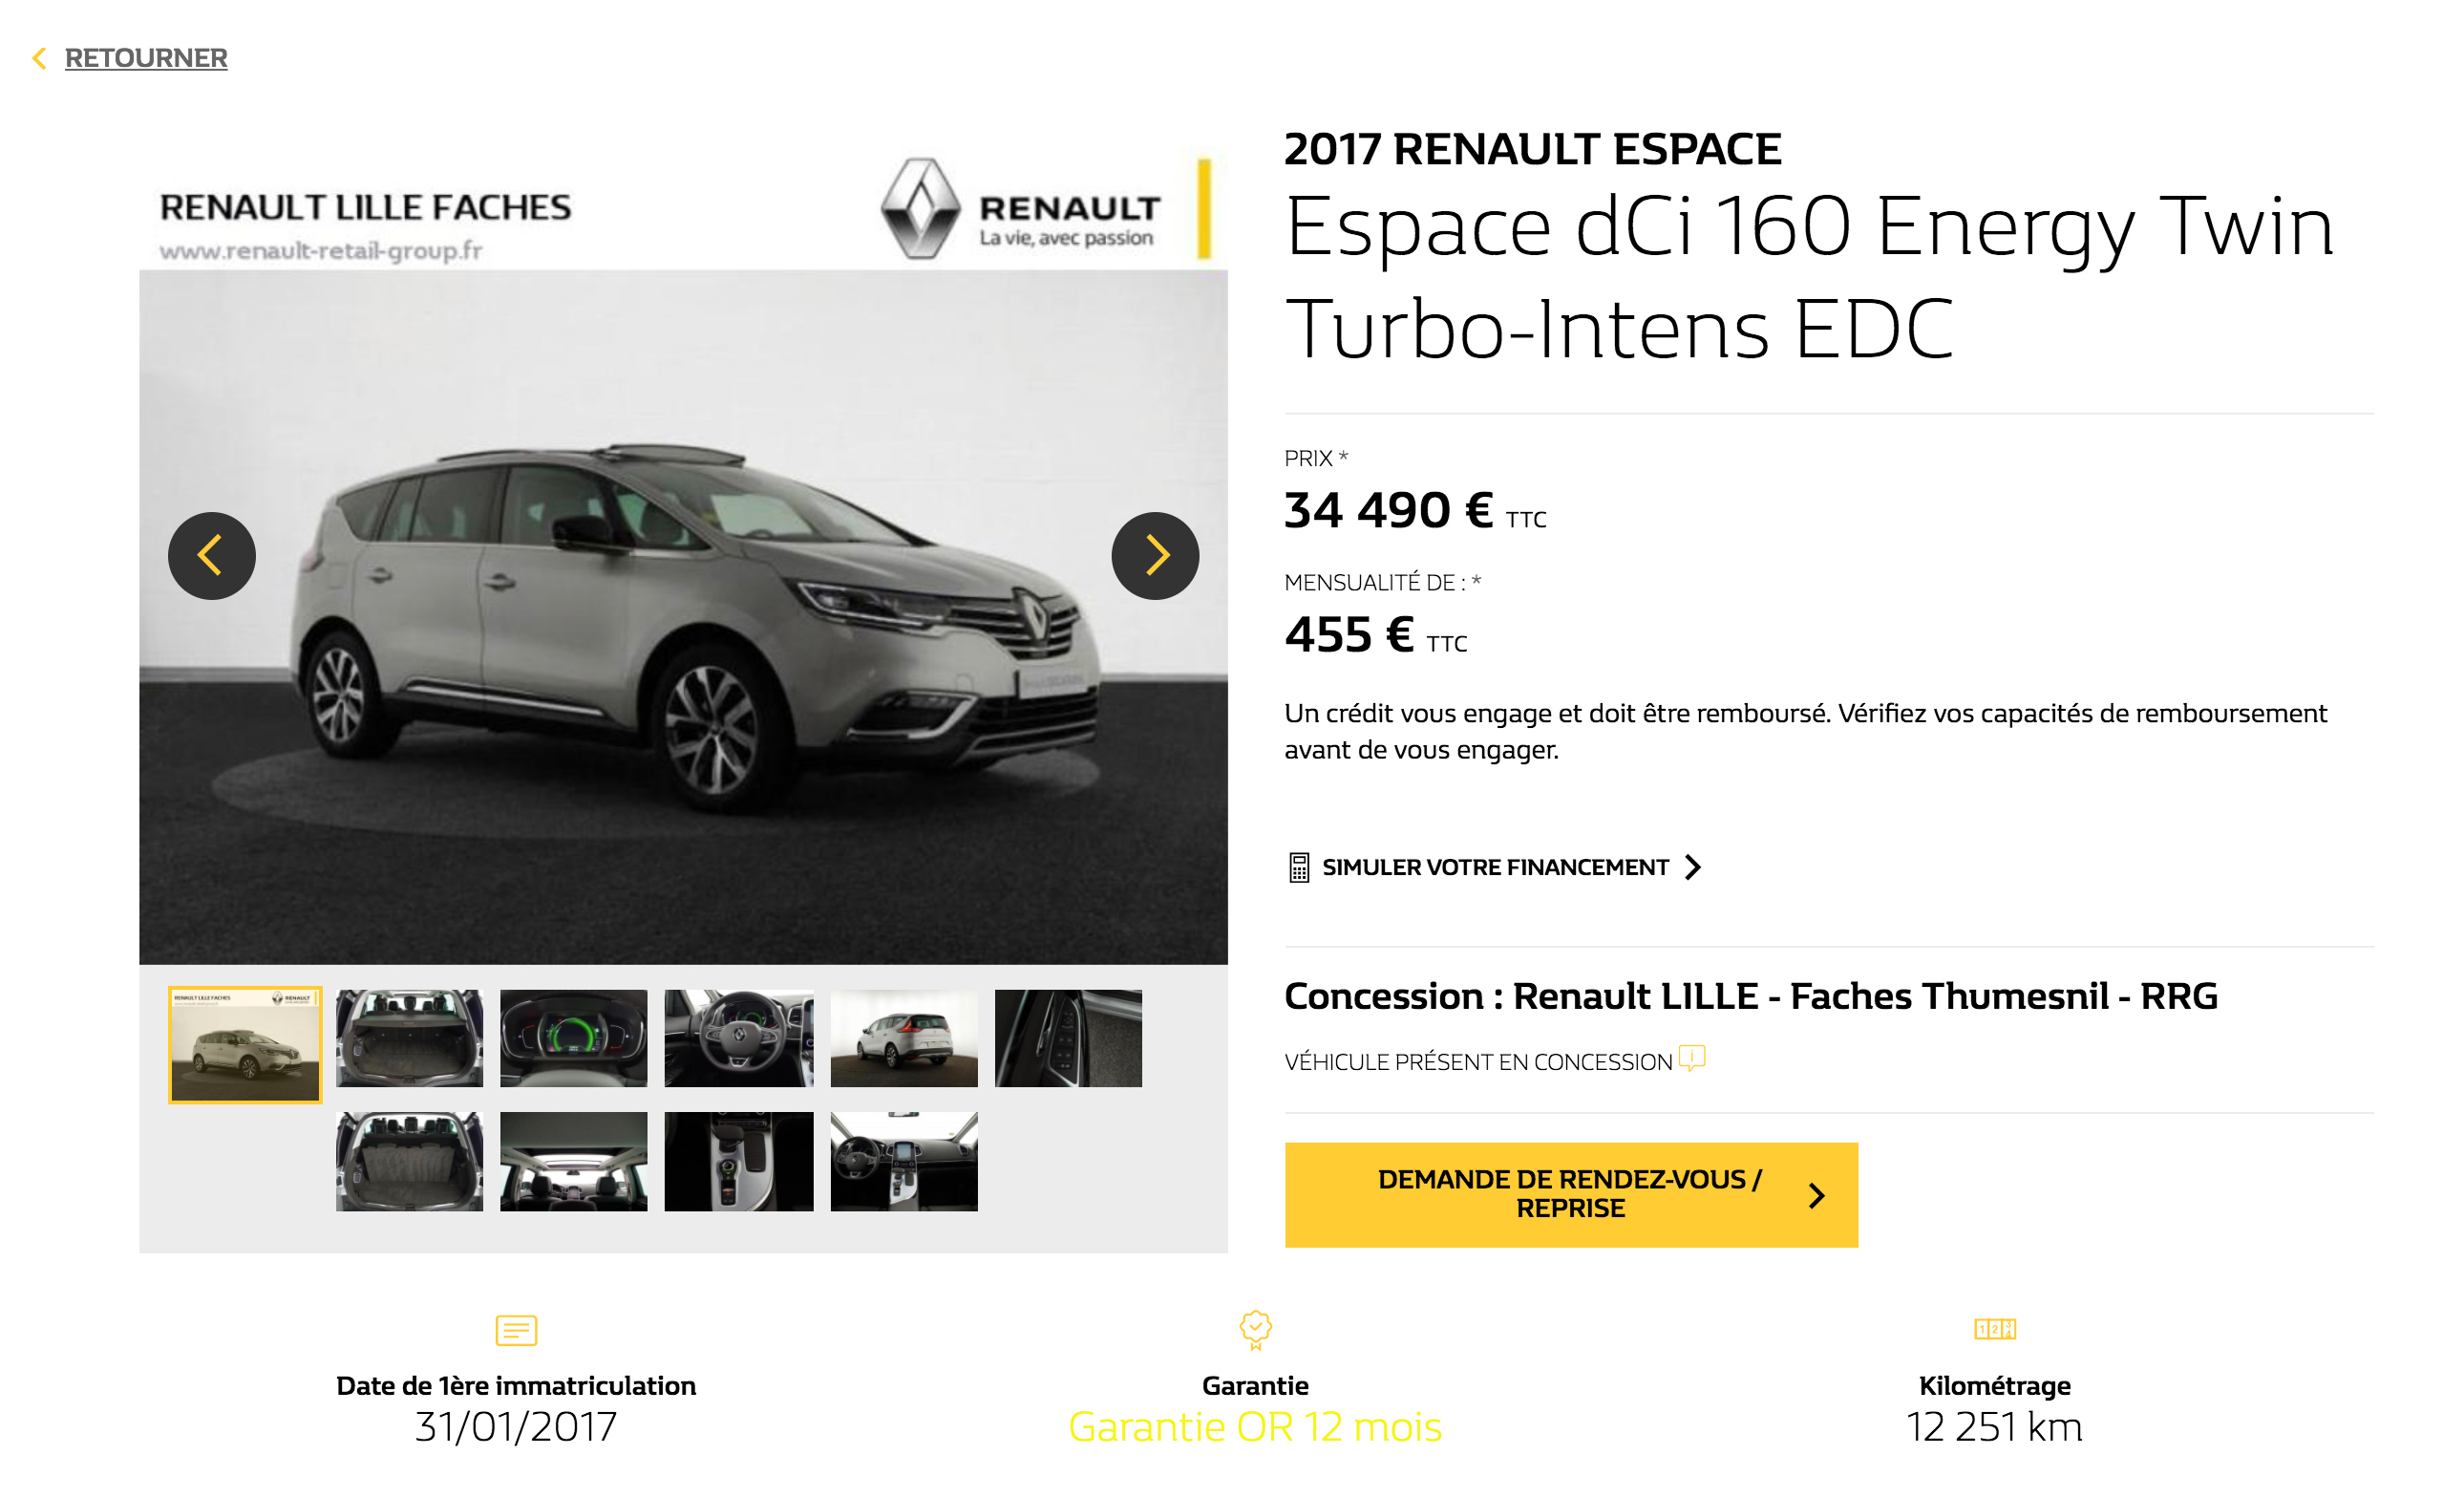 RETOURNER
RENAULT LILLE FACHES
www.renault-retail-group.fr
RENAULT
La vie, avec passion
2017 RENAULT ESPACE
Espace dCi 160 Energy Twin
Turbo-Intens EDC
PRIX *
34 490 € TTC
MENSUALITÉ DE : *
455 € TTC
Un crédit vous engage et doit être remboursé. Vérifiez vos capacités de remboursement
avant de vous engager.
SIMULER VOTRE FINANCEMENT
Concession : Renault LILLE - Faches Thumesnil - RRG
VÉHICULE PRÉSENT EN CONCESSION
RENAULT LILLE FACHES
RENAULT
DEMANDE DE RENDEZ-VOUS /
REPRISE
Date de 1ère immatriculation
31/01/2017
Garantie
Garantie OR 12 mois
Kilométrage
12 251 km